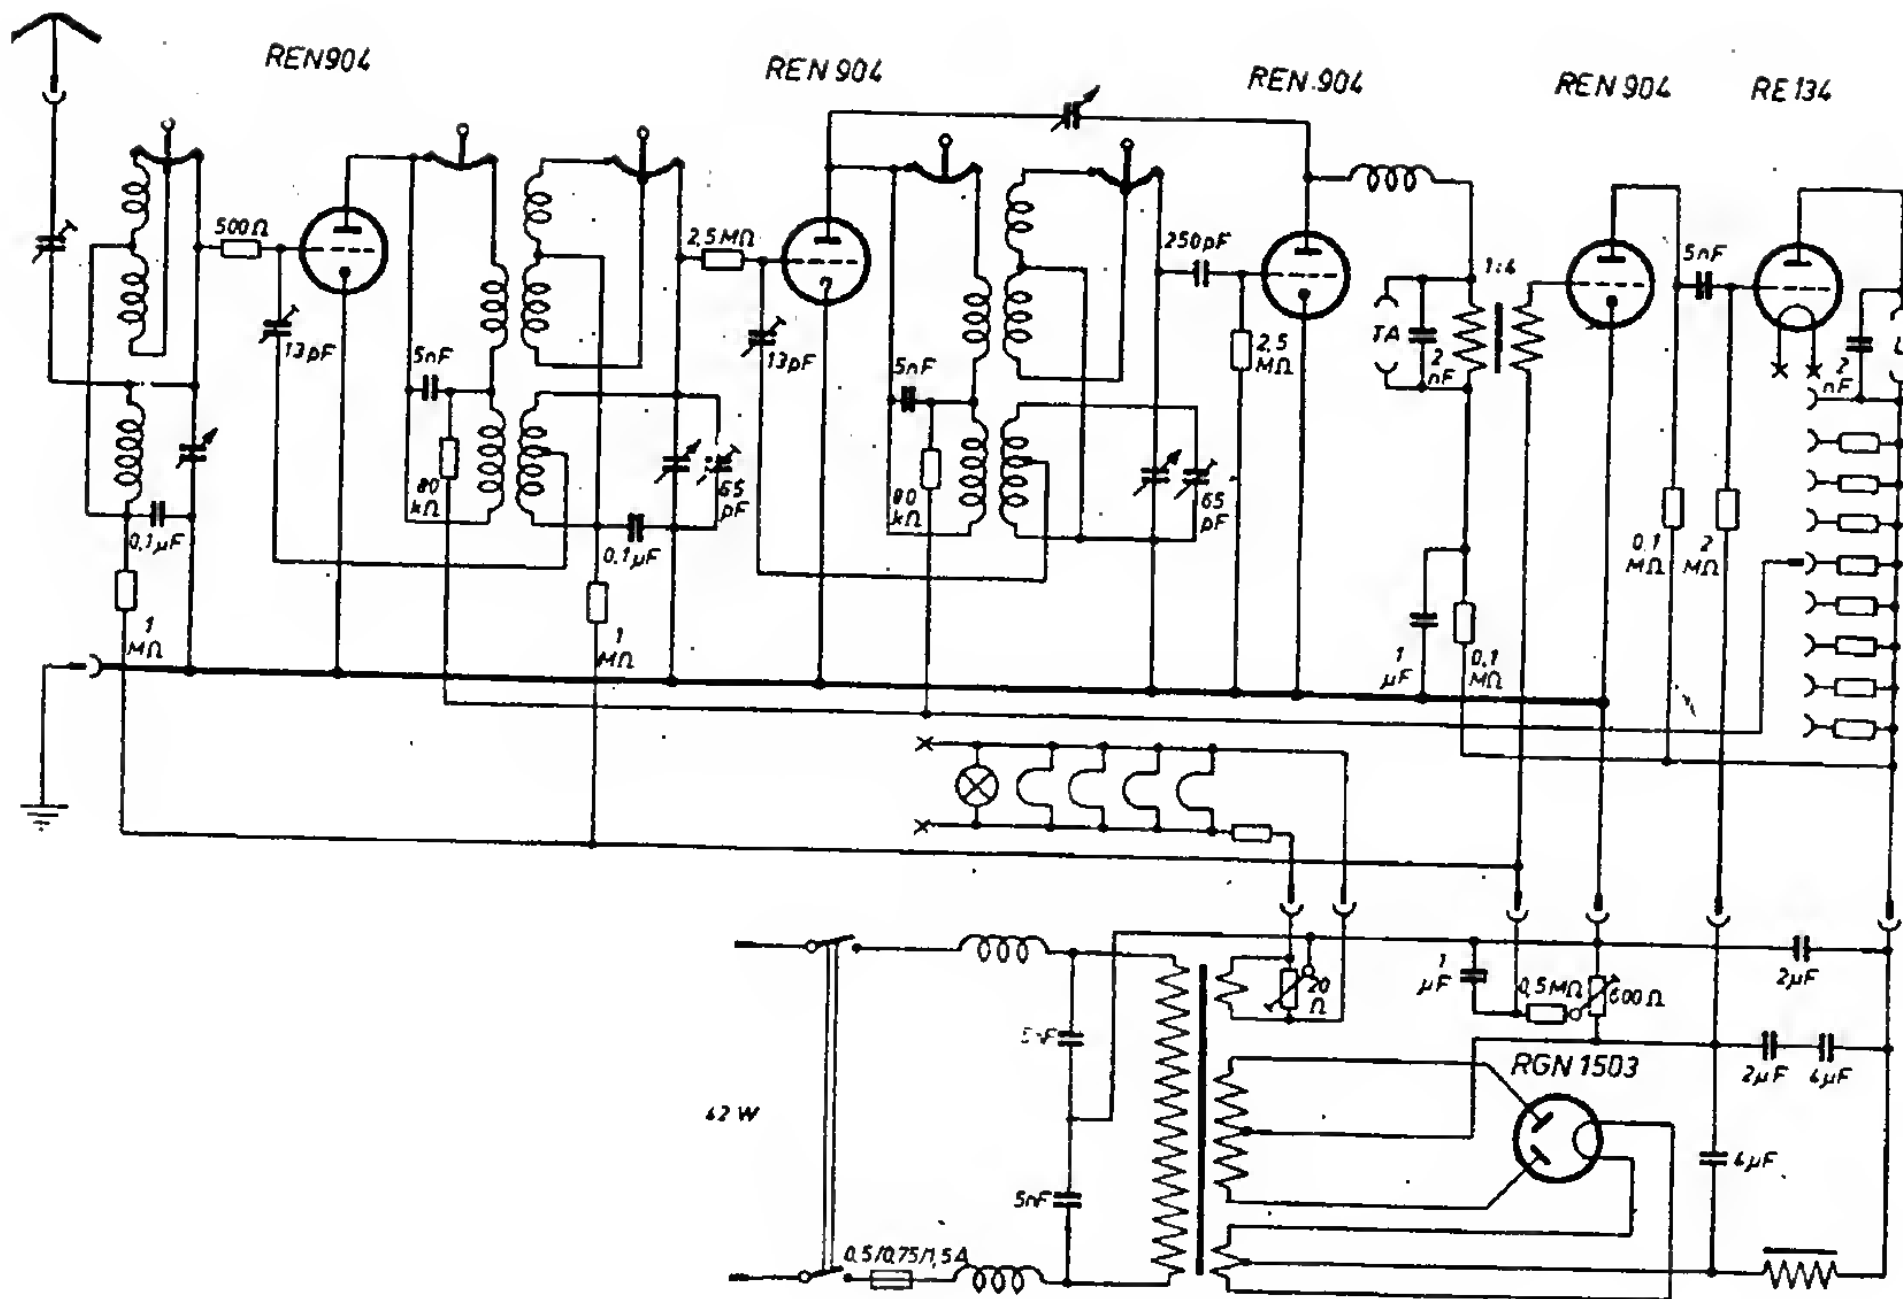 REN904
REN 904
REN 904
REN 904
RE 134
500Ω
2,5MΩ
250pF
5nF
1:4
13pF
5nF
13pF
5nF
2,5
MΩ
TA
2
nF
2
nF
L
80
kΩ
65
pF
80
kΩ
65
pF
0,1µF
0,1µF
0,1
MΩ
2
MΩ
1
MΩ
1
MΩ
1
µF
0,1
MΩ
20
Ω
1
µF
0,5MΩ
600Ω
2µF
5nF
RGN 1503
2µF
4µF
42 W
4µF
5nF
0,5/0,75/1,5A